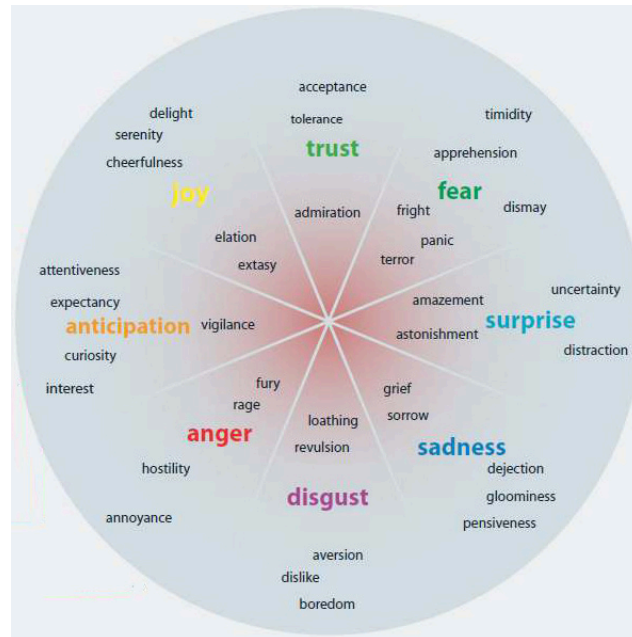 acceptance
tolerance
trust
admiration
timidity
apprehension
fear
dismay
fright
panic
terror
uncertainty
amazement
surprise
astonishment
distraction
grief
sorrow
sadness
dejection
gloominess
pensiveness
loathing
revulsion
disgust
aversion
dislike
boredom
fury
rage
anger
hostility
annoyance
attentiveness
expectancy
anticipation
vigilance
curiosity
interest
delight
serenity
cheerfulness
joy
elation
extasy